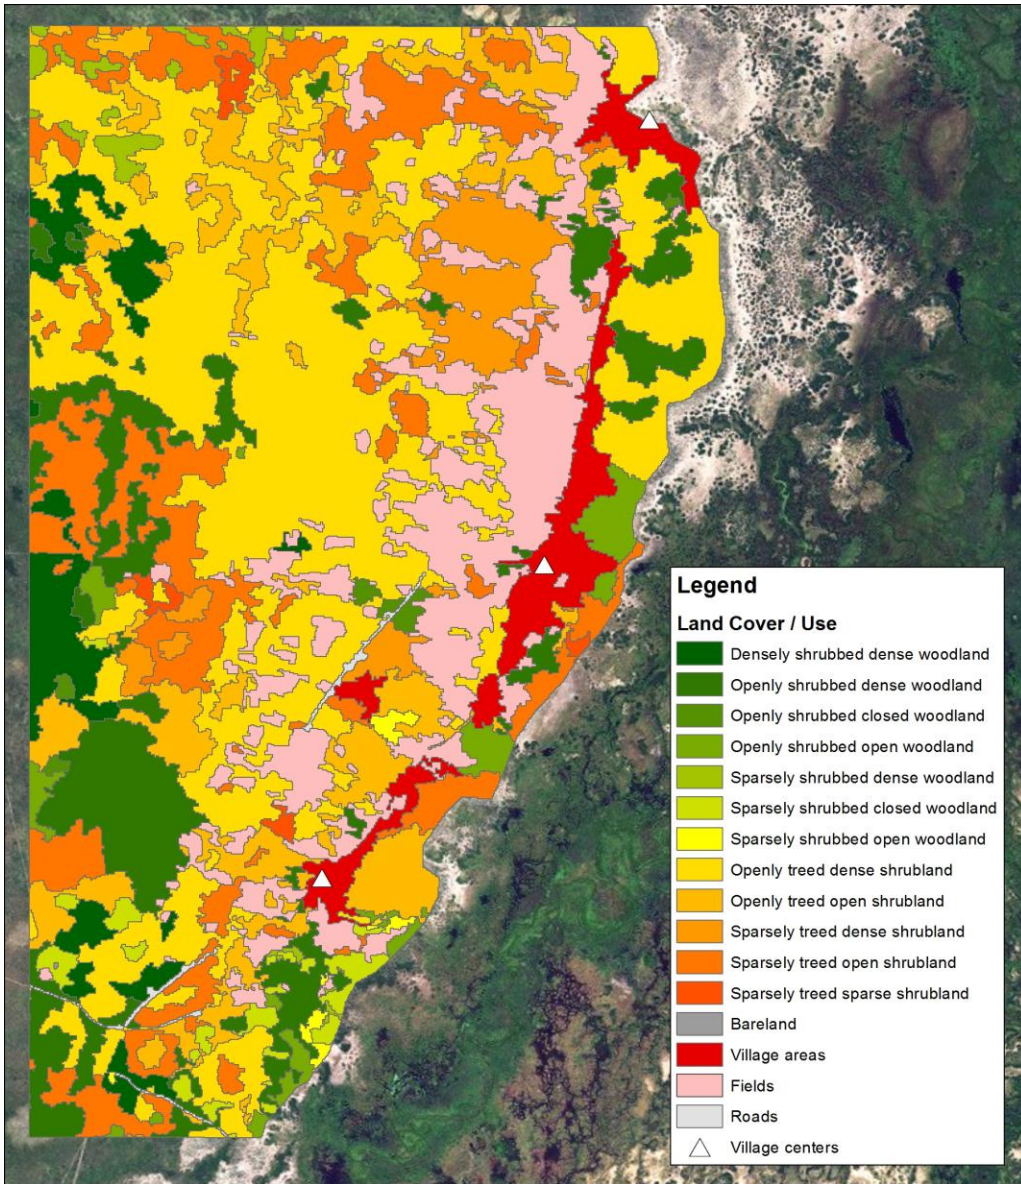 Legend
Land Cover / Use
Densely shrubbed dense woodland
Openly shrubbed dense woodland
Openly shrubbed closed woodland
Openly shrubbed open woodland
Sparsely shrubbed dense woodland
Sparsely shrubbed closed woodland
Sparsely shrubbed open woodland
Openly treed dense shrubland
Openly treed open shrubland
Sparsely treed dense shrubland
Sparsely treed open shrubland
Sparsely treed sparse shrubland
Bareland
Village areas
Fields
Roads
Village centers